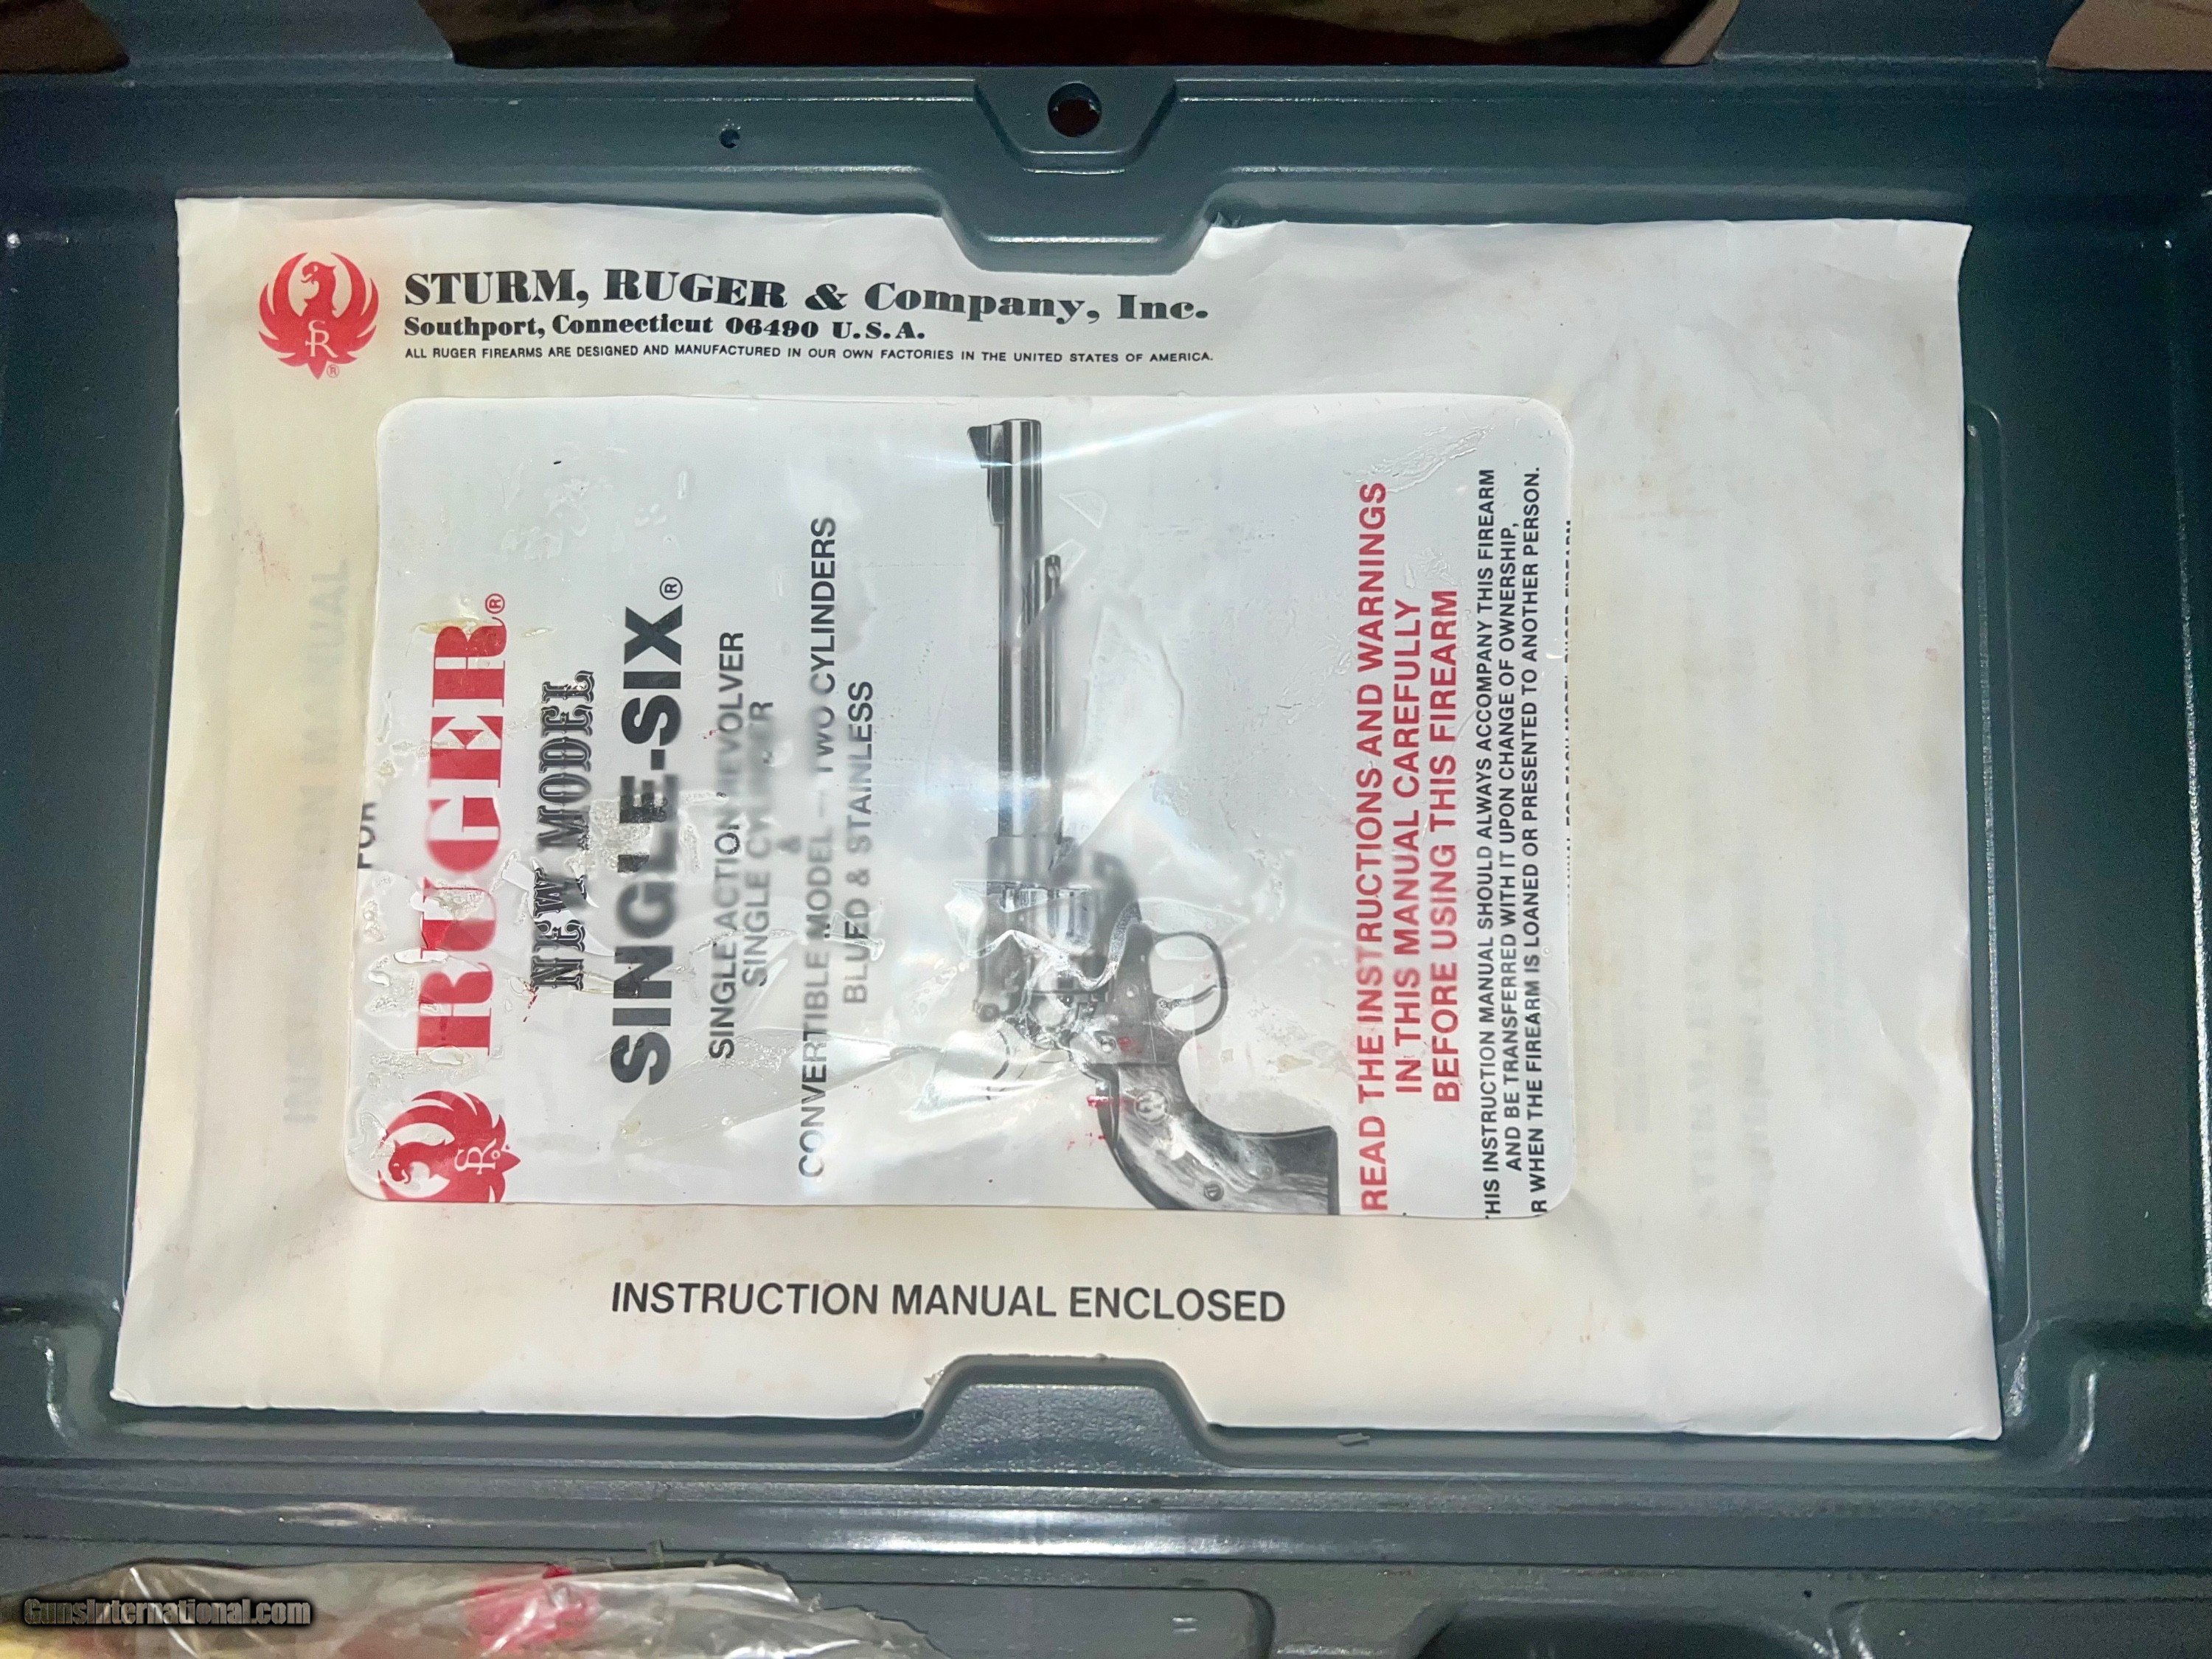 STURM, RUGER & Company, Inc.
Southport, Connecticut 06490 U.S.A.
ALL RUGER FIREARMS ARE DESIGNED AND MANUFACTURED IN OUR OWN FACTORIES IN THE UNITED STATES OF AMERICA.
R
®
FOR
R
RUGER®
NEW MODEL
SINGLE-SIX®
SINGLE ACTION REVOLVER
SINGLE CYLINDER
&
CONVERTIBLE MODEL – TWO CYLINDERS
BLUED & STAINLESS
READ THE INSTRUCTIONS AND WARNINGS
IN THIS MANUAL CAREFULLY
BEFORE USING THIS FIREARM
THIS INSTRUCTION MANUAL SHOULD ALWAYS ACCOMPANY THIS FIREARM
AND BE TRANSFERRED WITH IT UPON CHANGE OF OWNERSHIP,
R WHEN THE FIREARM IS LOANED OR PRESENTED TO ANOTHER PERSON.
INSTRUCTION MANUAL ENCLOSED
GunsInternational.com